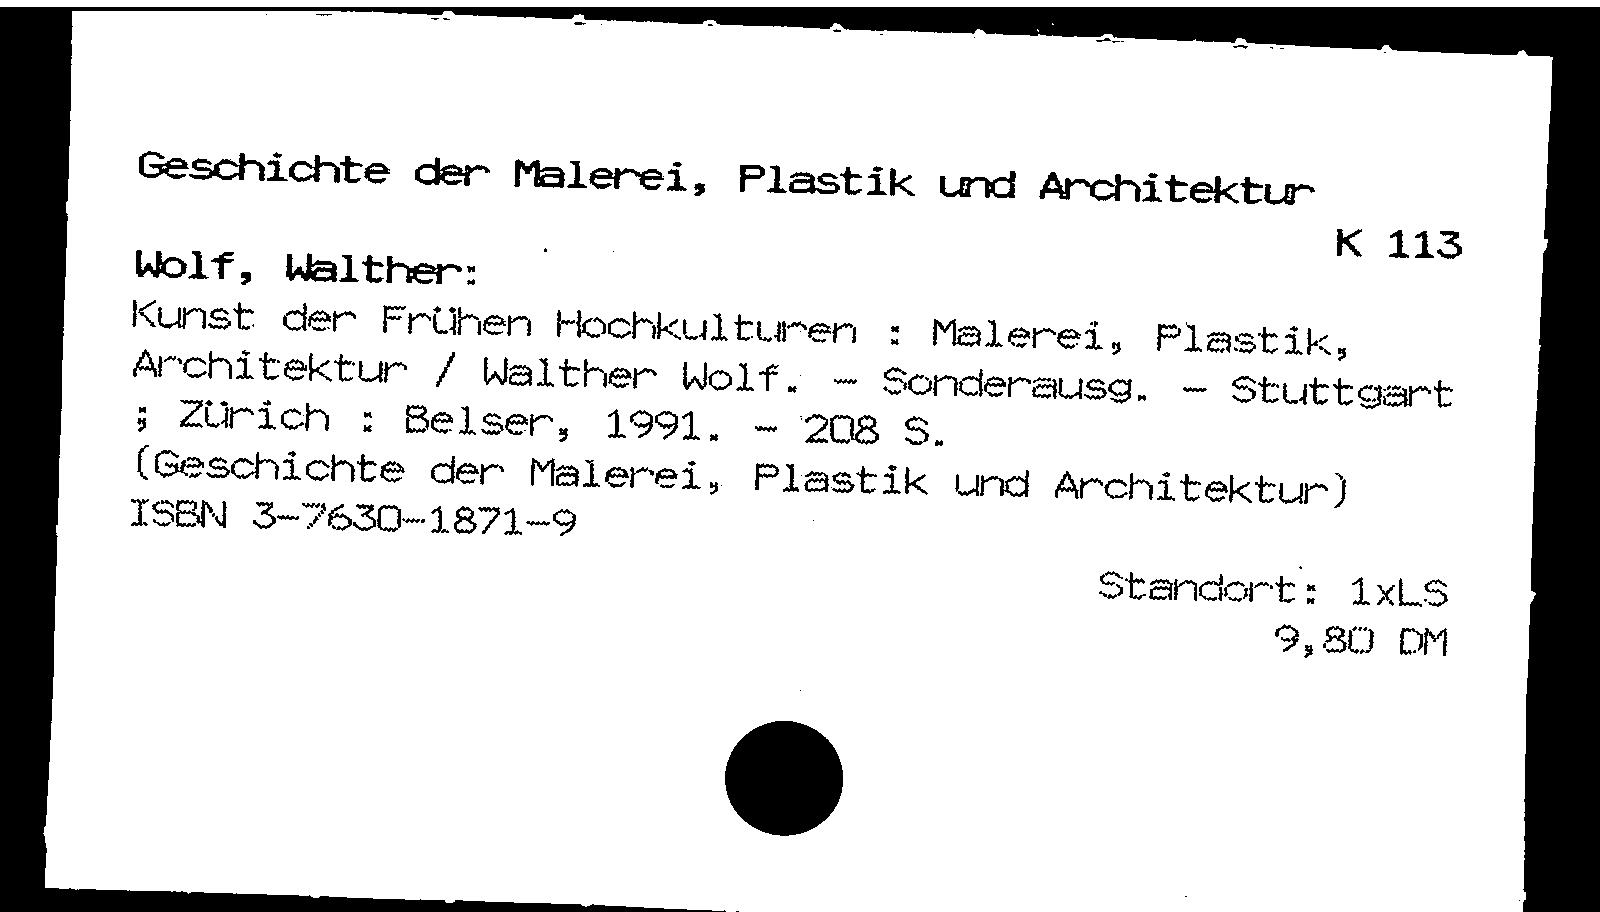 Geschichte der Malerei, Plastik und Architektur
K 113
Wolf, Walther:
Kunst der Frühen Hochkulturen : Malerei, Plastik,
Architektur / Walther Wolf. - Sonderausg. - Stuttgart
; Zürich : Belser, 1991. - 208 S.
(Geschichte der Malerei, Plastik und Architektur)
ISBN 3-7630-1871-9
Standort: 1xLS
9,80 DM